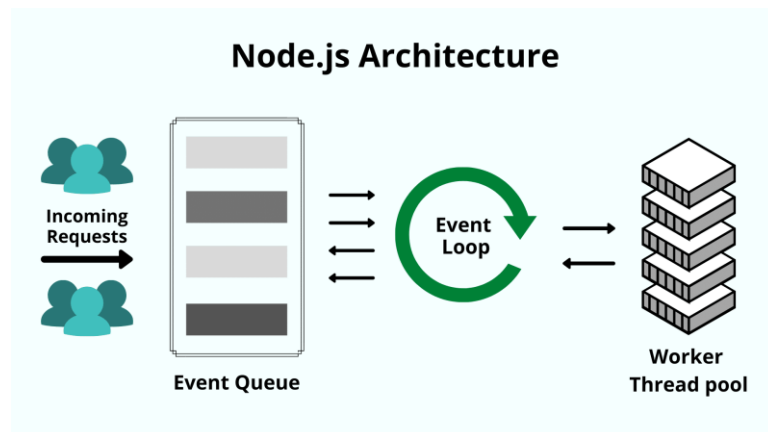 Node.js Architecture
Incoming
Requests
Event Queue
Event
Loop
Worker
Thread pool